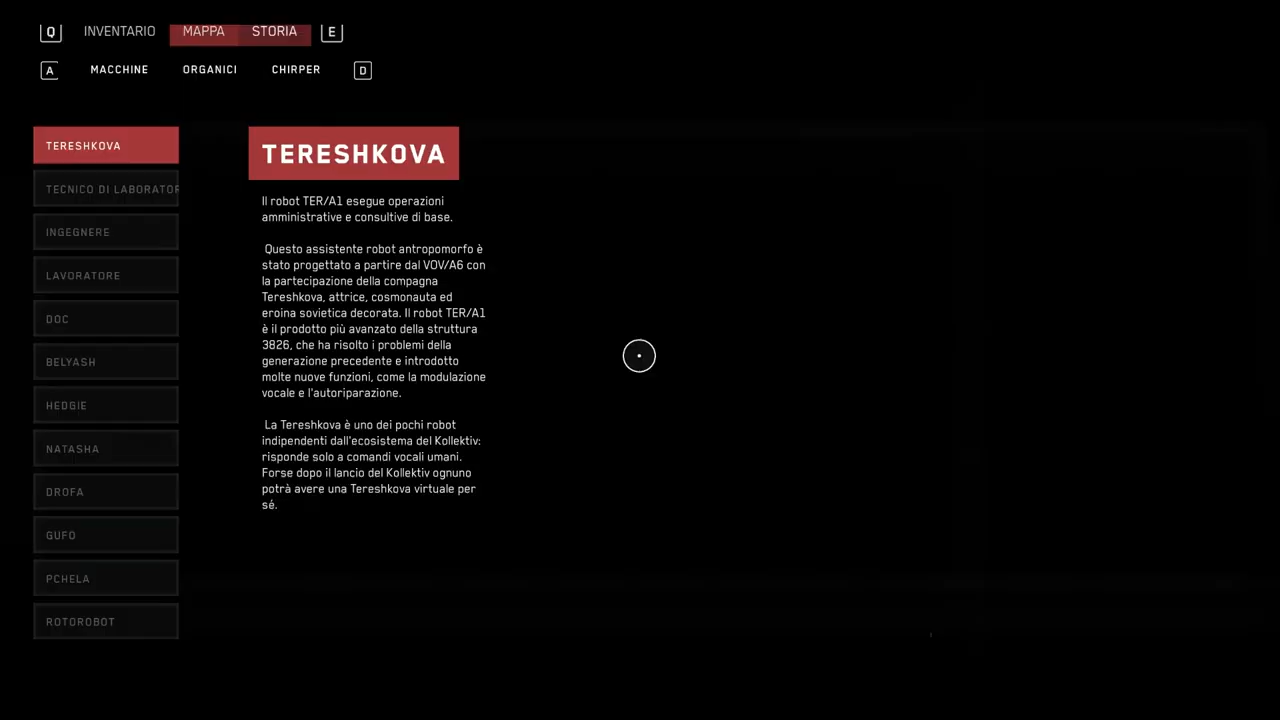 Q INVENTARIO MAPPA STORIA E
A MACCHINE ORGANICI CHIRPER D
TERESHKOVA
TECNICO DI LABORATOR
INGEGNERE
LAVORATORE
DOC
BELYASH
HEDGIE
NATASHA
DROFA
GUFO
PCHELA
ROTOROBOT
TERESHKOVA
Il robot TER/A1 esegue operazioni
amministrative e consultive di base.
Questo assistente robot antropomorfo è
stato progettato a partire dal VOV/A6 con
la partecipazione della compagna
Tereshkova, attrice, cosmonauta ed
eroina sovietica decorata. Il robot TER/A1
è il prodotto più avanzato della struttura
3826, che ha risolto i problemi della
generazione precedente e introdotto
molte nuove funzioni, come la modulazione
vocale e l'autoriparazione.
La Tereshkova è uno dei pochi robot
indipendenti dall'ecosistema del Kollektiv:
risponde solo a comandi vocali umani.
Forse dopo il lancio del Kollektiv ognuno
potrà avere una Tereshkova virtuale per
sé.